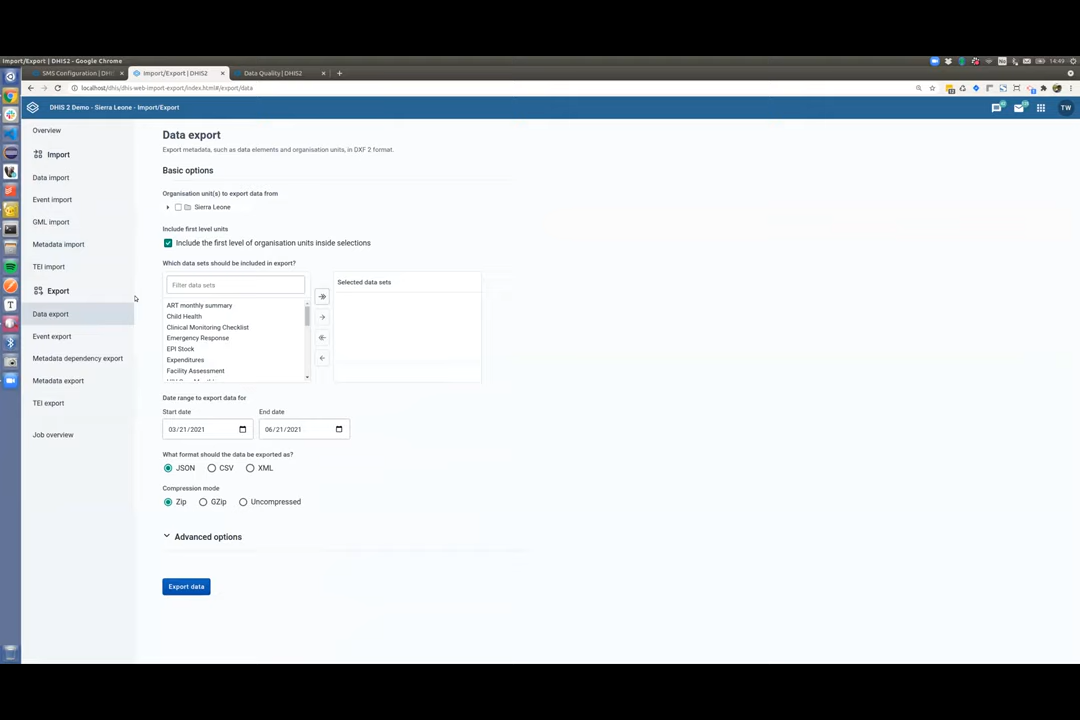 Import/Export | DHIS2 - Google Chrome
14:49
SMS Configuration | DHI
Import/Export | DHIS2
Data Quality | DHIS2
localhost/dhis/dhis-web-import-export/index.html#/export/data
DHIS 2 Demo - Sierra Leone - Import/Export
TW
Overview
Import
Data import
Event import
GML import
Metadata import
TEI import
Export
Data export
Event export
Metadata dependency export
Metadata export
TEI export
Job overview
Data export
Export metadata, such as data elements and organisation units, in DXF 2 format.
Basic options
Organisation unit(s) to export data from
Sierra Leone
Include first level units
Include the first level of organisation units inside selections
Which data sets should be included in export?
Filter data sets
ART monthly summary
Child Health
Clinical Monitoring Checklist
Emergency Response
EPI Stock
Expenditures
Facility Assessment
Selected data sets
Date range to export data for
Start date
End date
03/21/2021
06/21/2021
What format should the data be exported as?
JSON CSV XML
Compression mode
Zip GZip Uncompressed
Advanced options
Export data